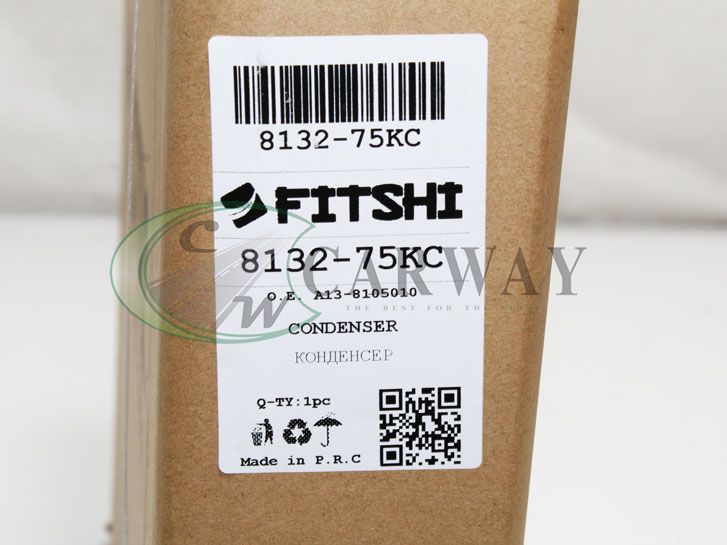 8132-75KC
FITSHI
8132-75KC
CARWAY
O.E. A13-8105010
CONDENSER
КОНДЕНСЕР
Q-TY:1pc
Made in P.R.C